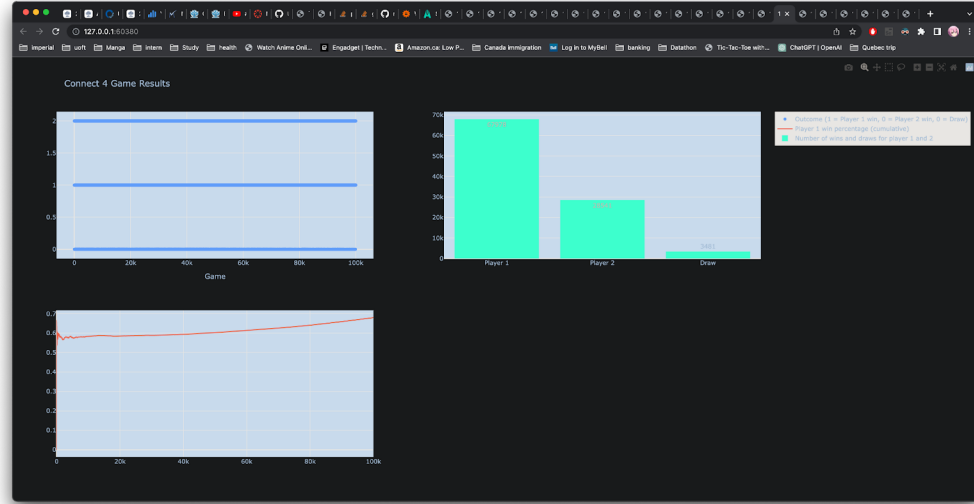 127.0.0.1:60380
Imperial uoft Manga intern Study health Watch Anime Onli... Engadget | Techn... Amazon.ca: Low P... Canada immigration Log in to MyBell banking Datathon Tic-Tac-Toe with... ChatGPT | OpenAI Quebec trip
Connect 4 Game Results
2
1.5
1
0.5
0
0 20k 40k 60k 80k 100k
Game
70k
60k
50k
40k
30k
20k
10k
0
3461
Player 1 Player 2 Draw
Outcome (1 = Player 1 win, 0 = Player 2 win, 0 = Draw)
Player 1 win percentage (cumulative)
Number of wins and draws for player 1 and 2
0.7
0.6
0.5
0.4
0.3
0.2
0.1
0
0 20k 40k 60k 80k 100k